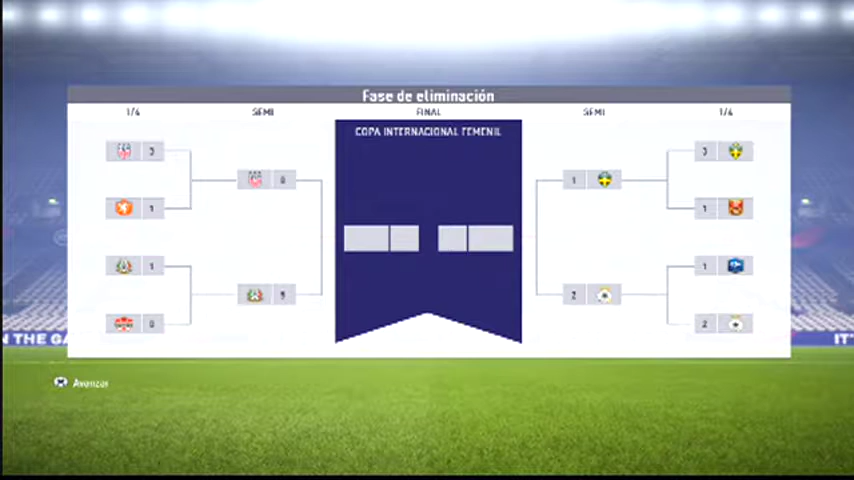 Fase de eliminación
1/4 SEMI FINAL SEMI 1/4
COPA INTERNACIONAL FEMENIL
3 3
0 1
1 1
1 1
2
0 2
Avanzar
N THE GA IT'S